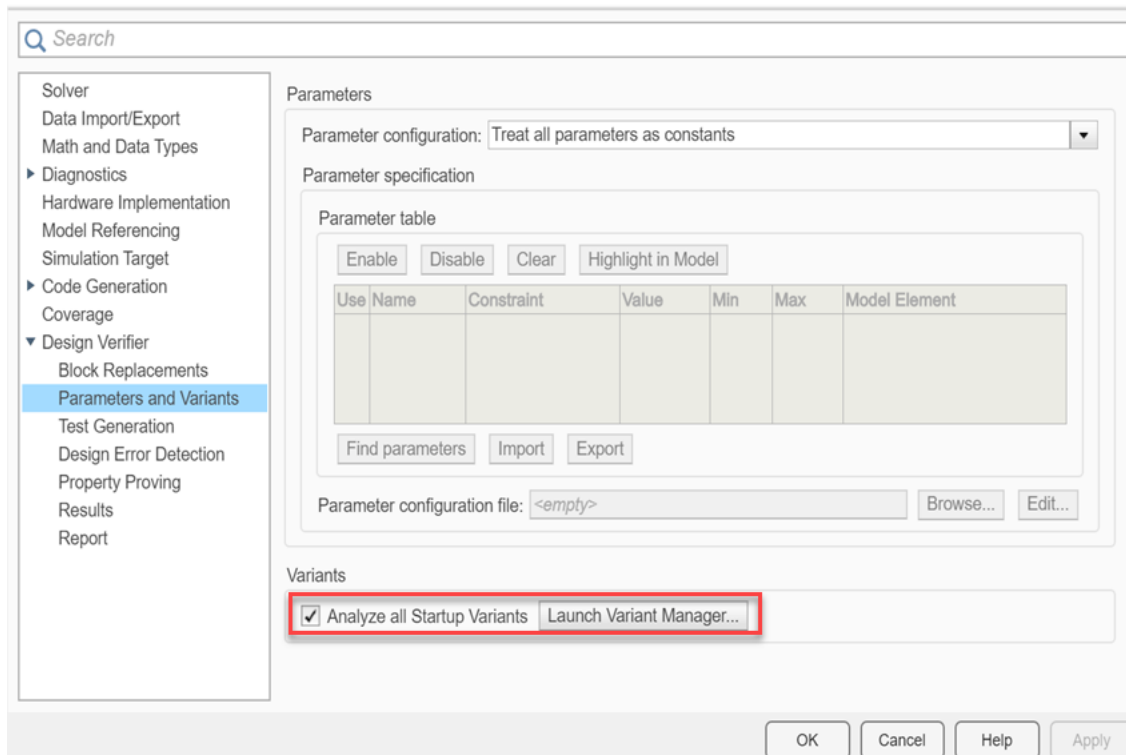 Search
Solver
Data Import/Export
Math and Data Types
Diagnostics
Hardware Implementation
Model Referencing
Simulation Target
Code Generation
Coverage
Design Verifier
Block Replacements
Parameters and Variants
Test Generation
Design Error Detection
Property Proving
Results
Report
Parameters
Parameter configuration: Treat all parameters as constants
Parameter specification
Parameter table
Enable Disable Clear Highlight in Model
Use Name Constraint Value Min Max Model Element
Find parameters Import Export
Parameter configuration file: <empty> Browse... Edit...
Variants
Analyze all Startup Variants Launch Variant Manager...
OK Cancel Help Apply